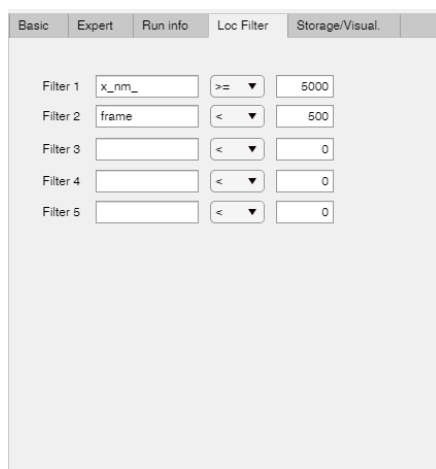 Basic Expert Run info Loc Filter Storage/Visual.
Filter 1 x_nm_ >= ▼ 5000
Filter 2 frame < ▼ 500
Filter 3 < ▼ 0
Filter 4 < ▼ 0
Filter 5 < ▼ 0